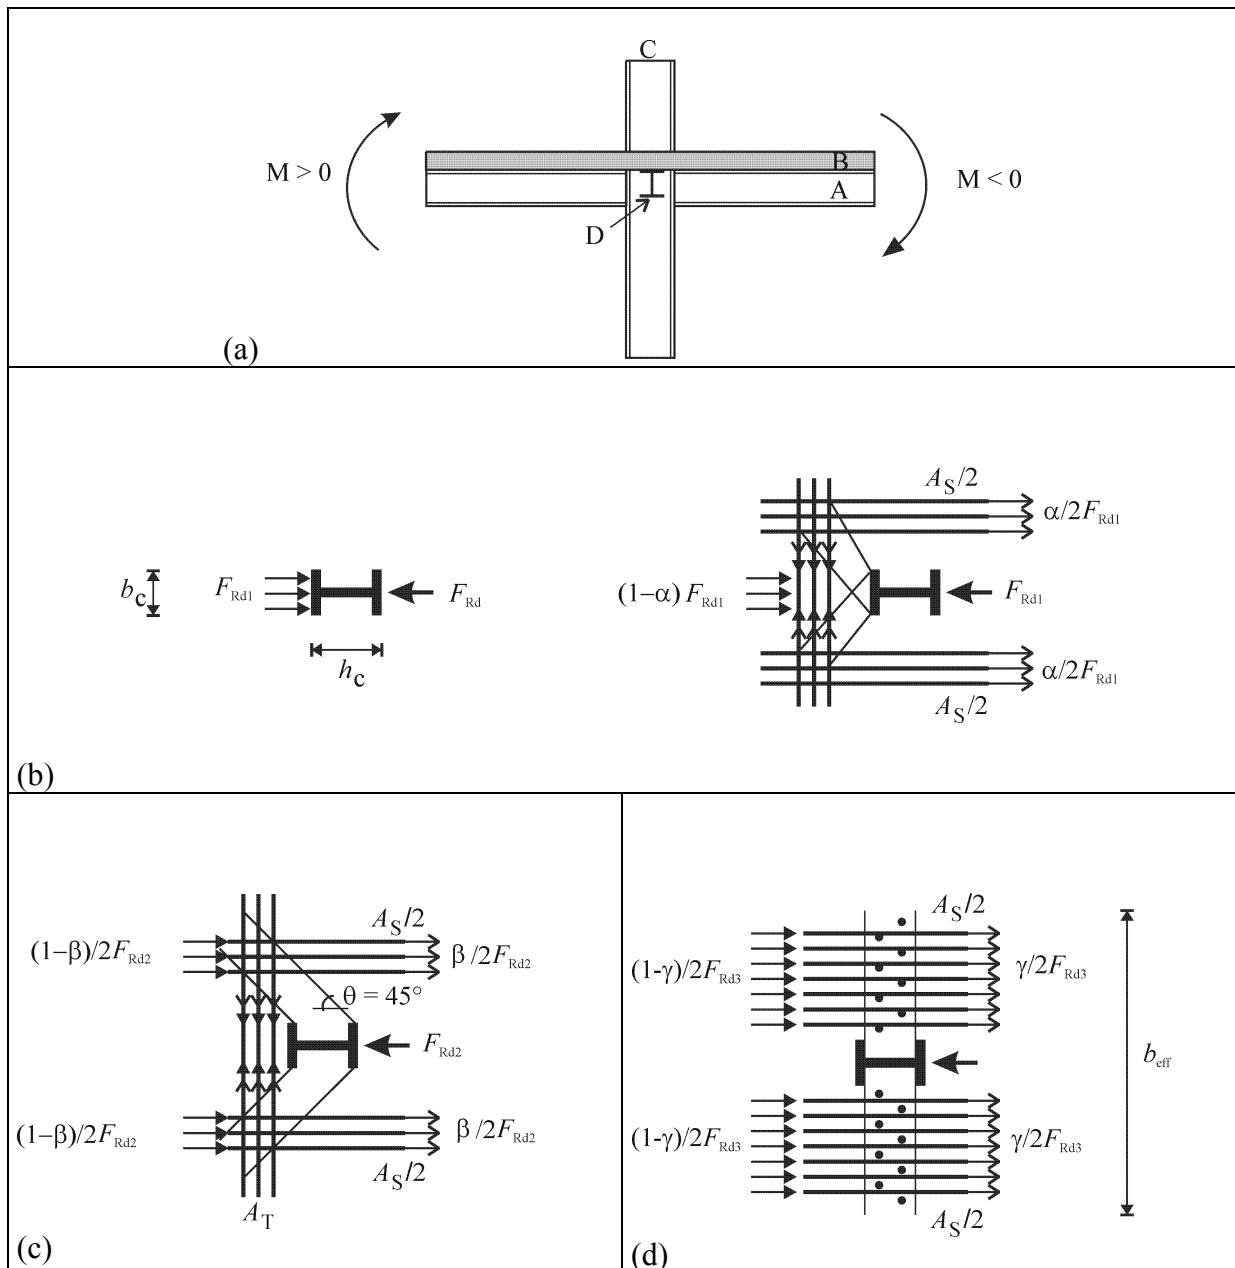 C
M > 0
B
A
M < 0
D
(a)
b_c
F_Rd1
F_Rd
h_c
A_S/2
α/2F_Rd1
(1–α) F_Rd1
F_Rd1
α/2F_Rd1
A_S/2
(b)
A_S/2
(1–β)/2F_Rd2
β/2F_Rd2
θ = 45°
F_Rd2
(1–β)/2F_Rd2
β/2F_Rd2
A_S/2
A_T
(c)
A_S/2
(1-γ)/2F_Rd3
γ/2F_Rd3
b_eff
(1-γ)/2F_Rd3
γ/2F_Rd3
A_S/2
(d)